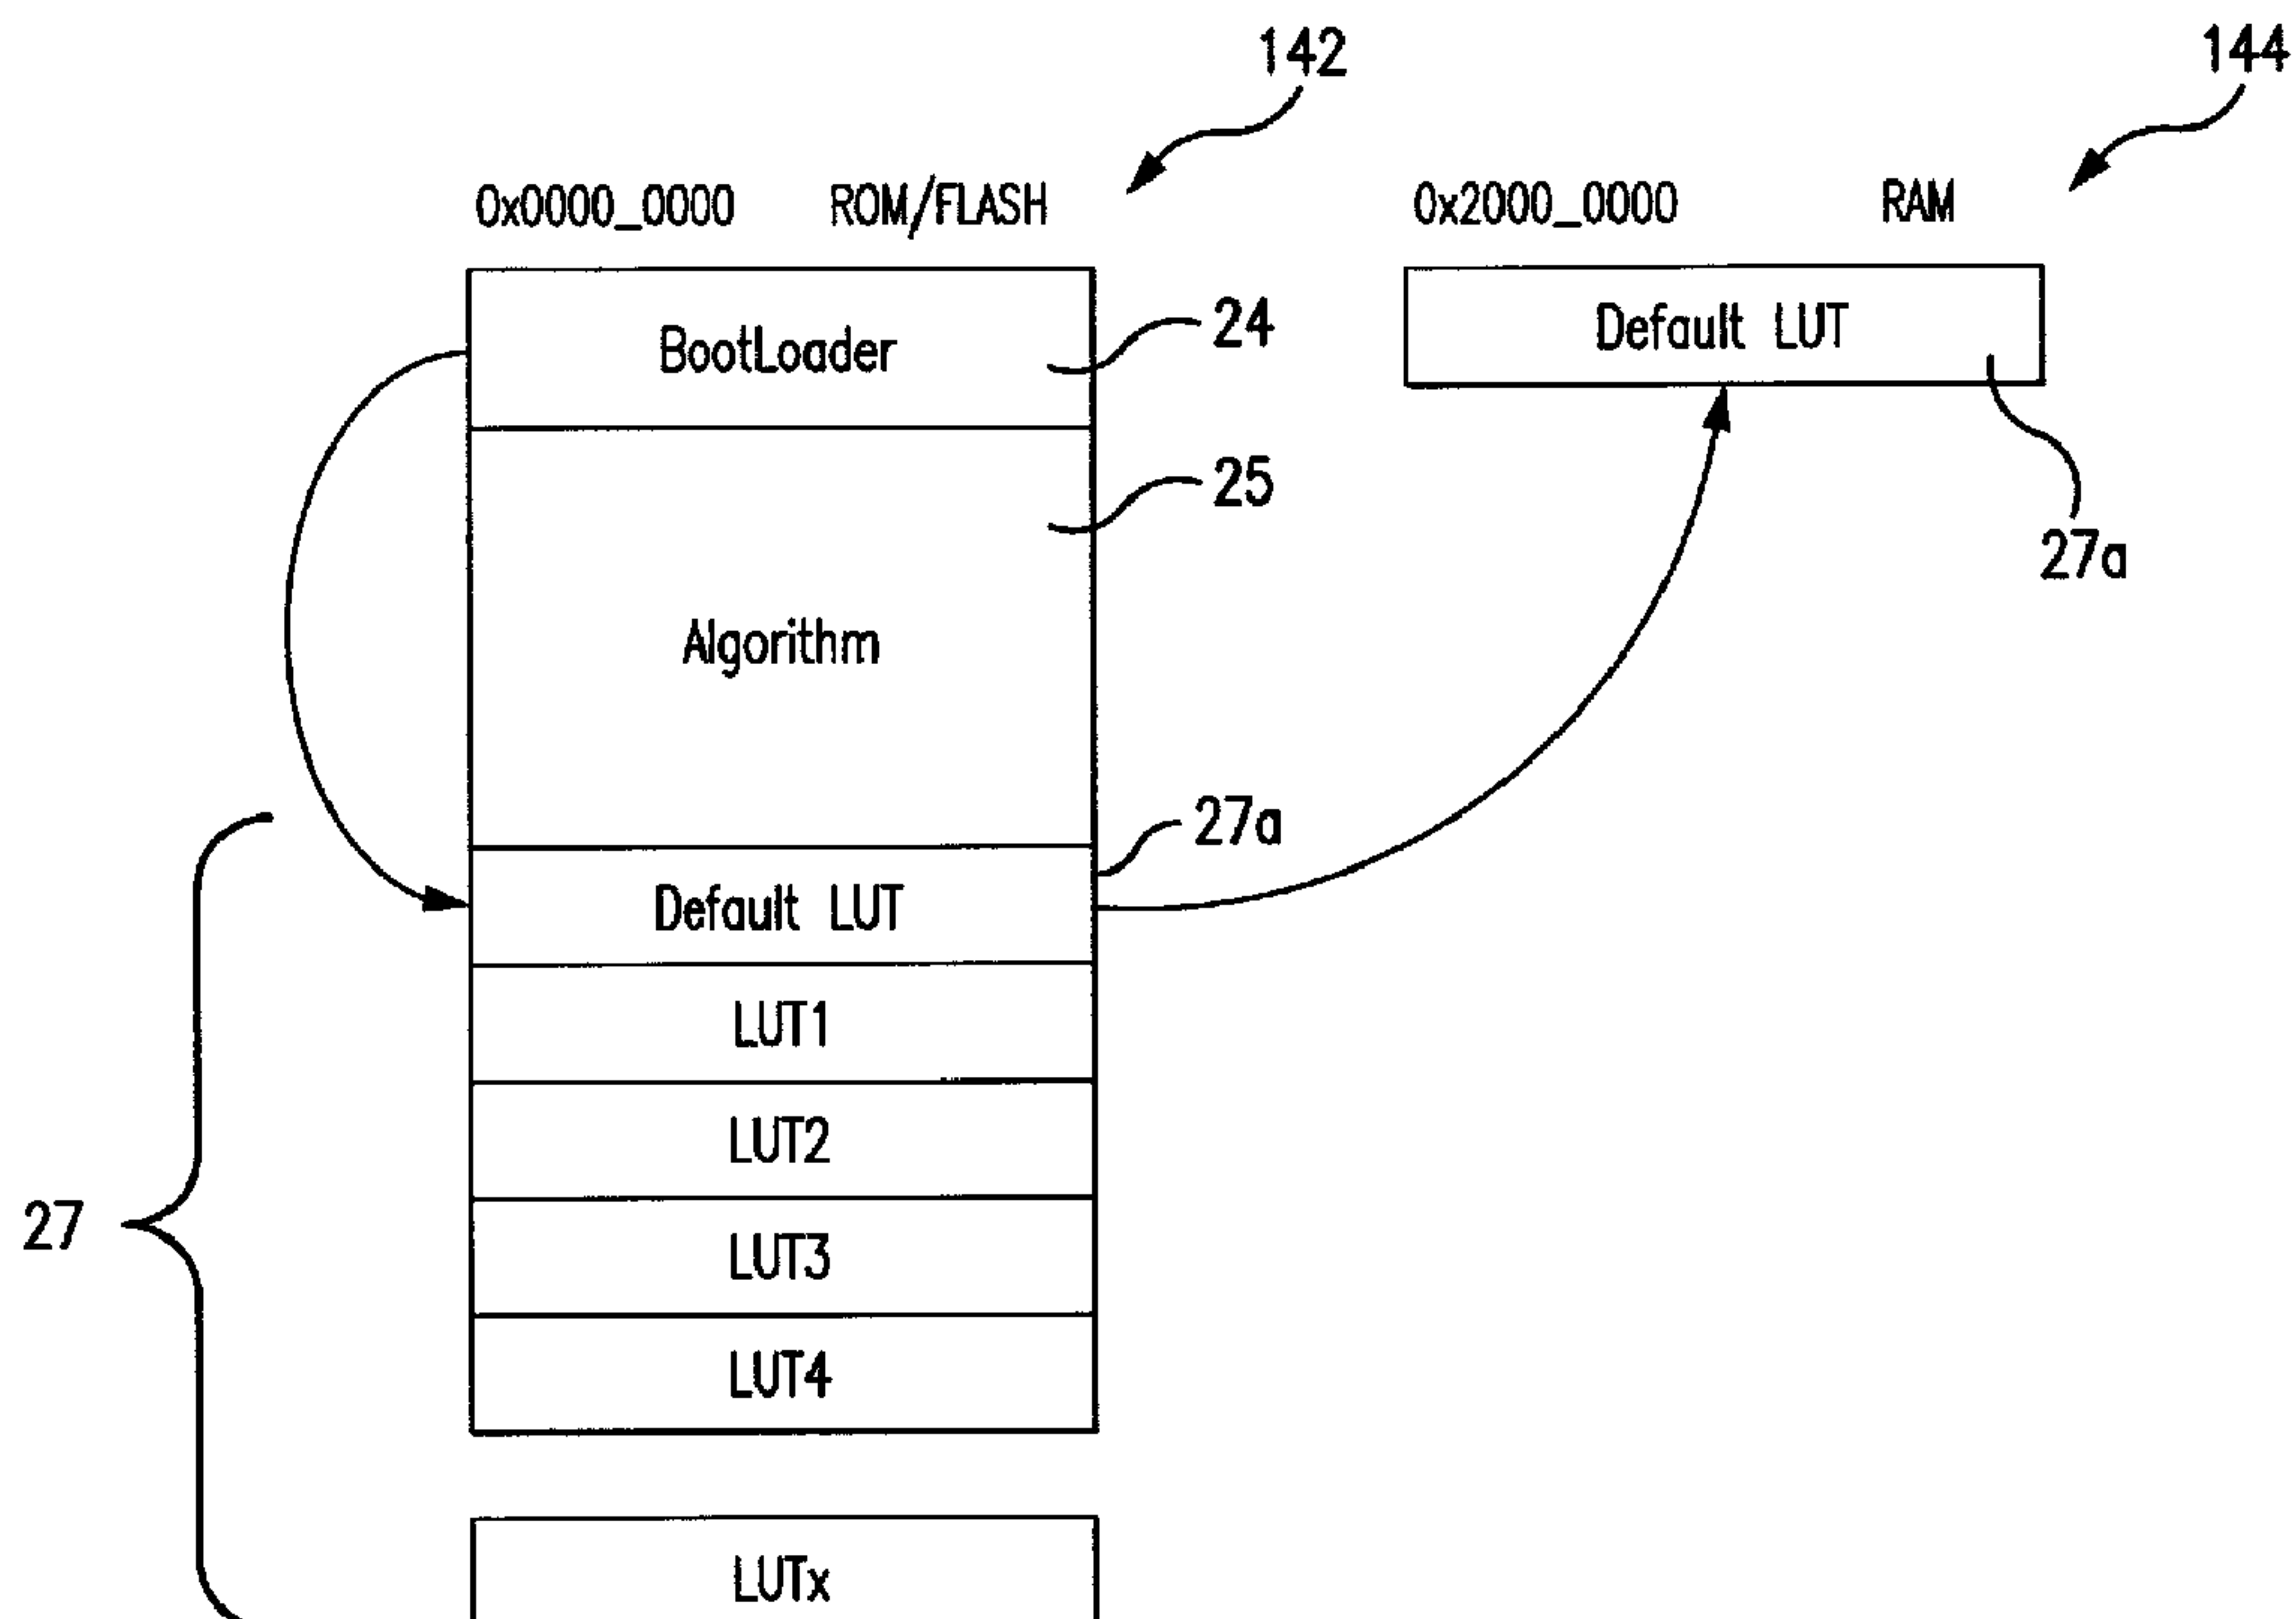 142
144
0x0000_0000 ROM/FLASH
0x2000_0000 RAM
BootLoader
24
Default LUT
25
27a
Algorithm
27a
Default LUT
LUT1
LUT2
27
LUT3
LUT4
LUTx